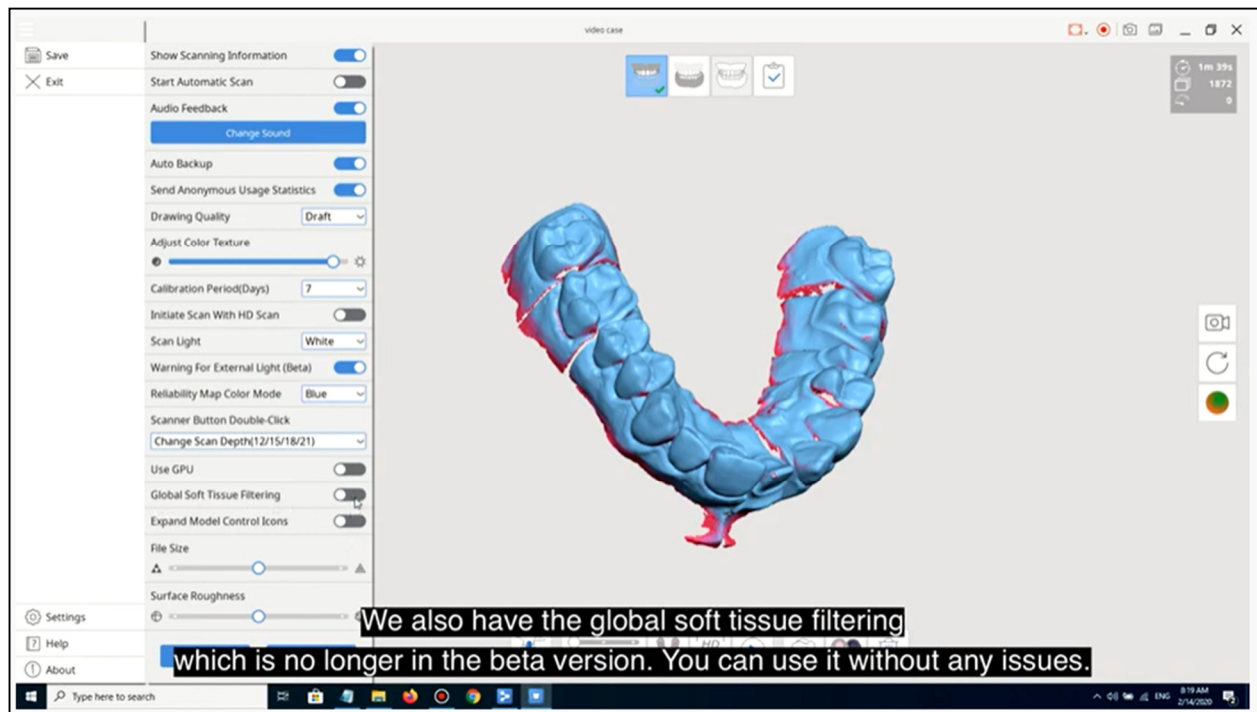 video case
Save
Exit
Show Scanning Information
Start Automatic Scan
Audio Feedback
Change Sound
Auto Backup
Send Anonymous Usage Statistics
Drawing Quality Draft
Adjust Color Texture
Calibration Period(Days) 7
Initiate Scan With HD Scan
Scan Light White
Warning For External Light (Beta)
Reliability Map Color Mode Blue
Scanner Button Double-Click
Change Scan Depth(12/15/18/21)
Use GPU
Global Soft Tissue Filtering
Expand Model Control Icons
File Size
Surface Roughness
Settings
Help
About
1m 39s
1872
0
HD
We also have the global soft tissue filtering
which is no longer in the beta version. You can use it without any issues.
Type here to search
ENG
8:19 AM
2/14/2020